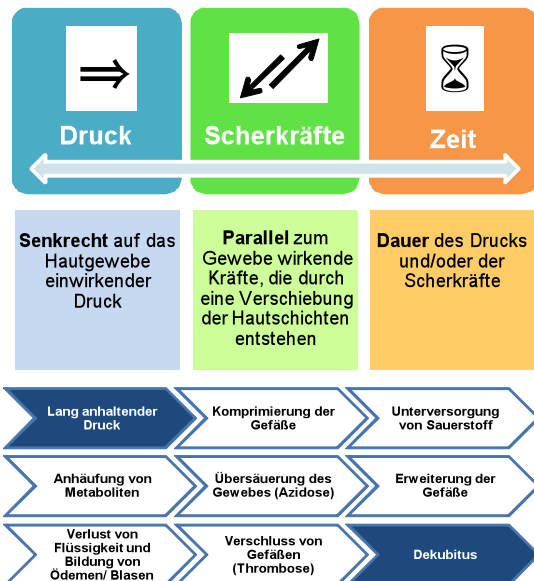 Druck
Scherkräfte
Zeit
Senkrecht auf das
Hautgewebe
einwirkender
Druck
Parallel zum
Gewebe wirkende
Kräfte, die durch
eine Verschiebung
der Hautschichten
entstehen
Dauer des Drucks
und/oder der
Scherkräfte
Lang anhaltender
Druck
Komprimierung der
Gefäße
Unterversorgung
von Sauerstoff
Anhäufung von
Metaboliten
Übersäuerung des
Gewebes (Azidose)
Erweiterung der
Gefäße
Verlust von
Flüssigkeit und
Bildung von
Ödemen/ Blasen
Verschluss von
Gefäßen
(Thrombose)
Dekubitus